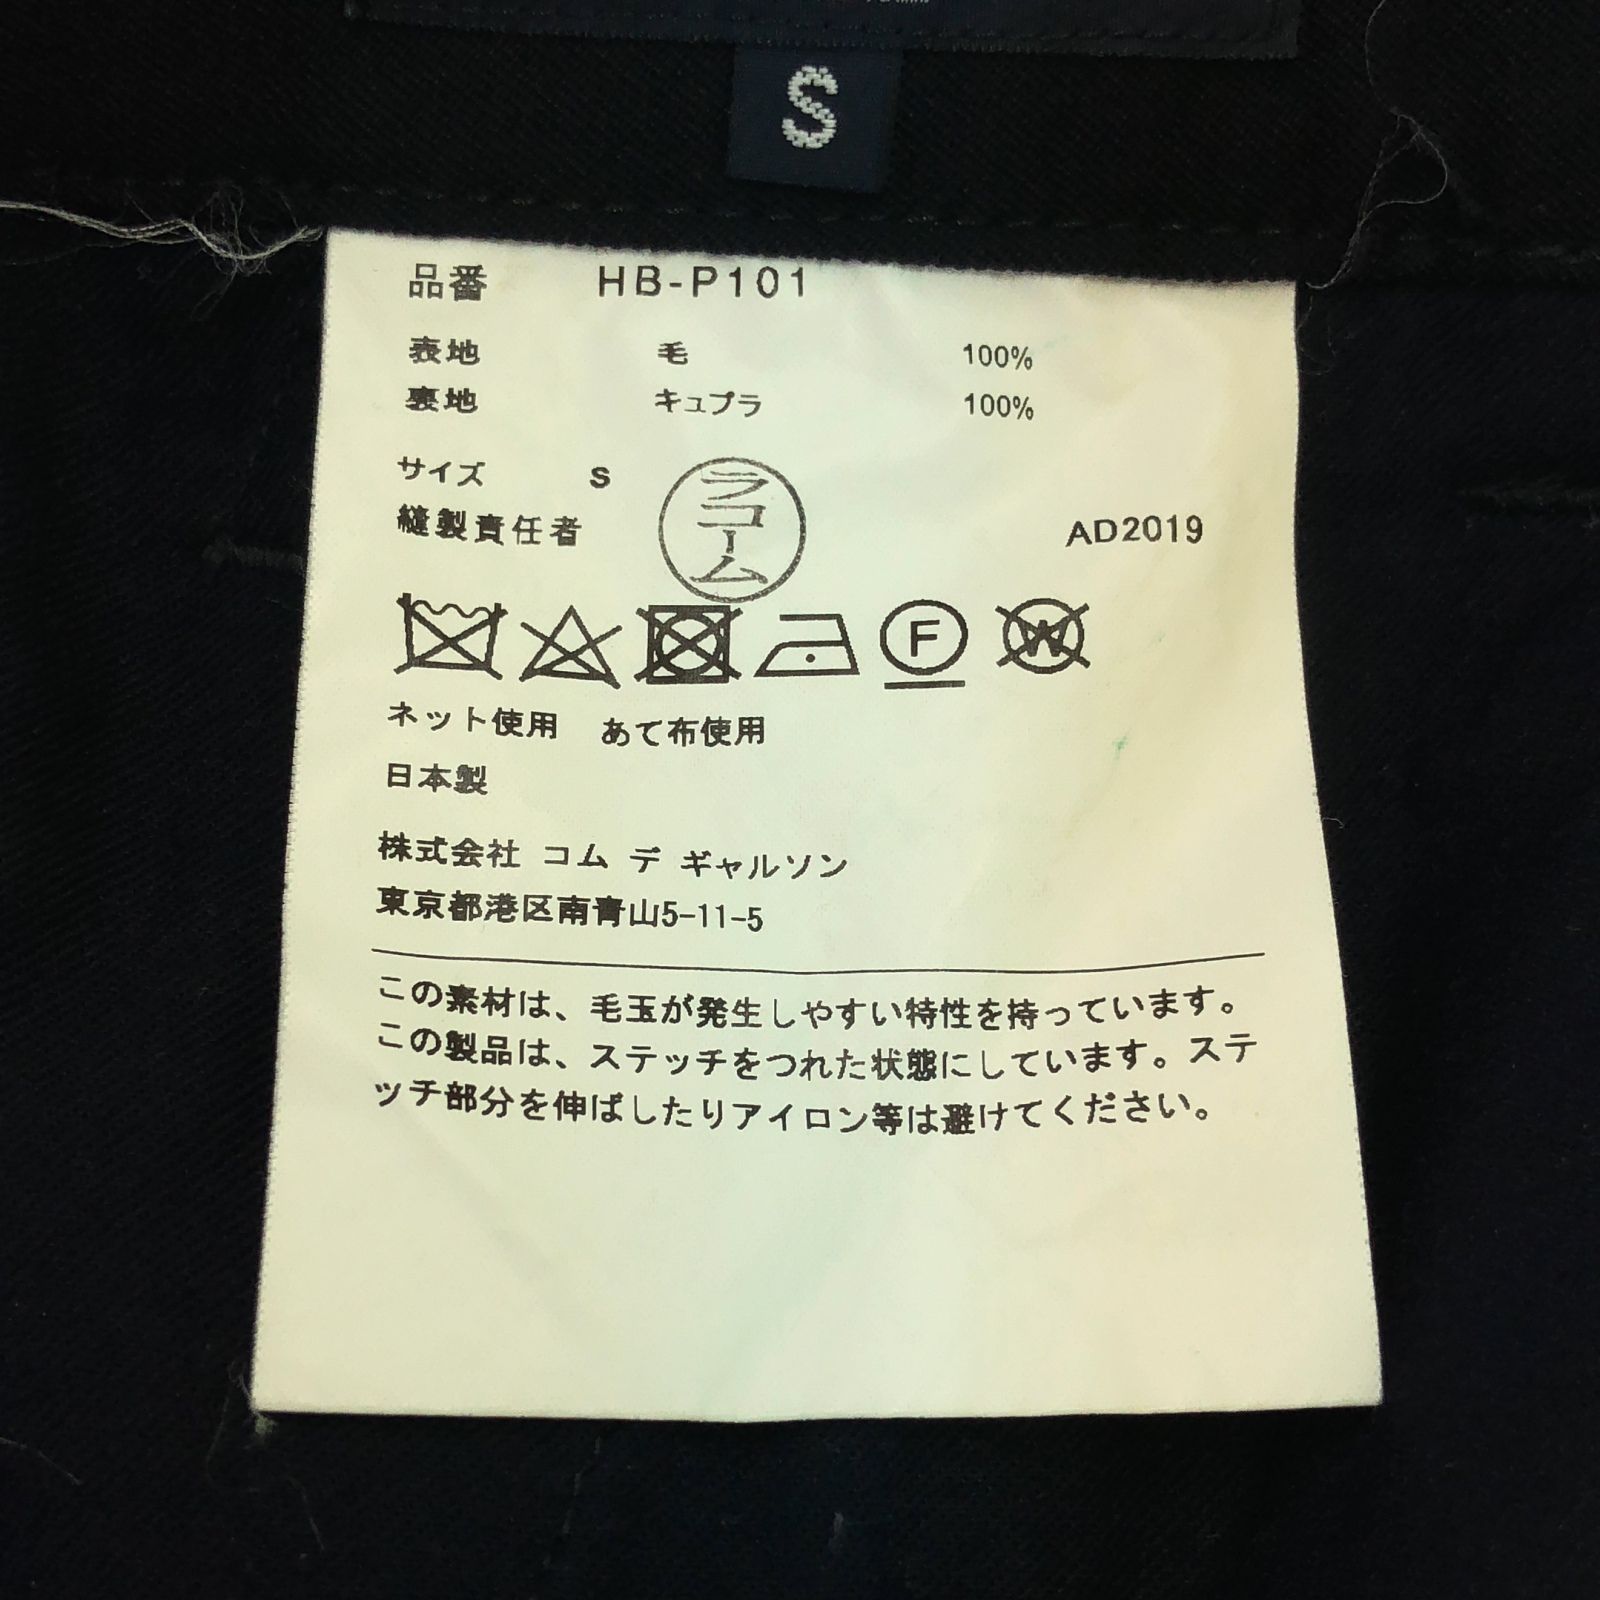 S
品番 HB-P101
表地 毛 100%
裏地 キュプラ 100%
サイズ S
縫製責任者 ラコーム AD2019
F W
ネット使用 あて布使用
日本製
株式会社 コム デ ギャルソン
東京都港区南青山5-11-5
この素材は、毛玉が発生しやすい特性を持っています。
この製品は、ステッチをつれた状態にしています。ステ
ッチ部分を伸ばしたりアイロン等は避けてください。